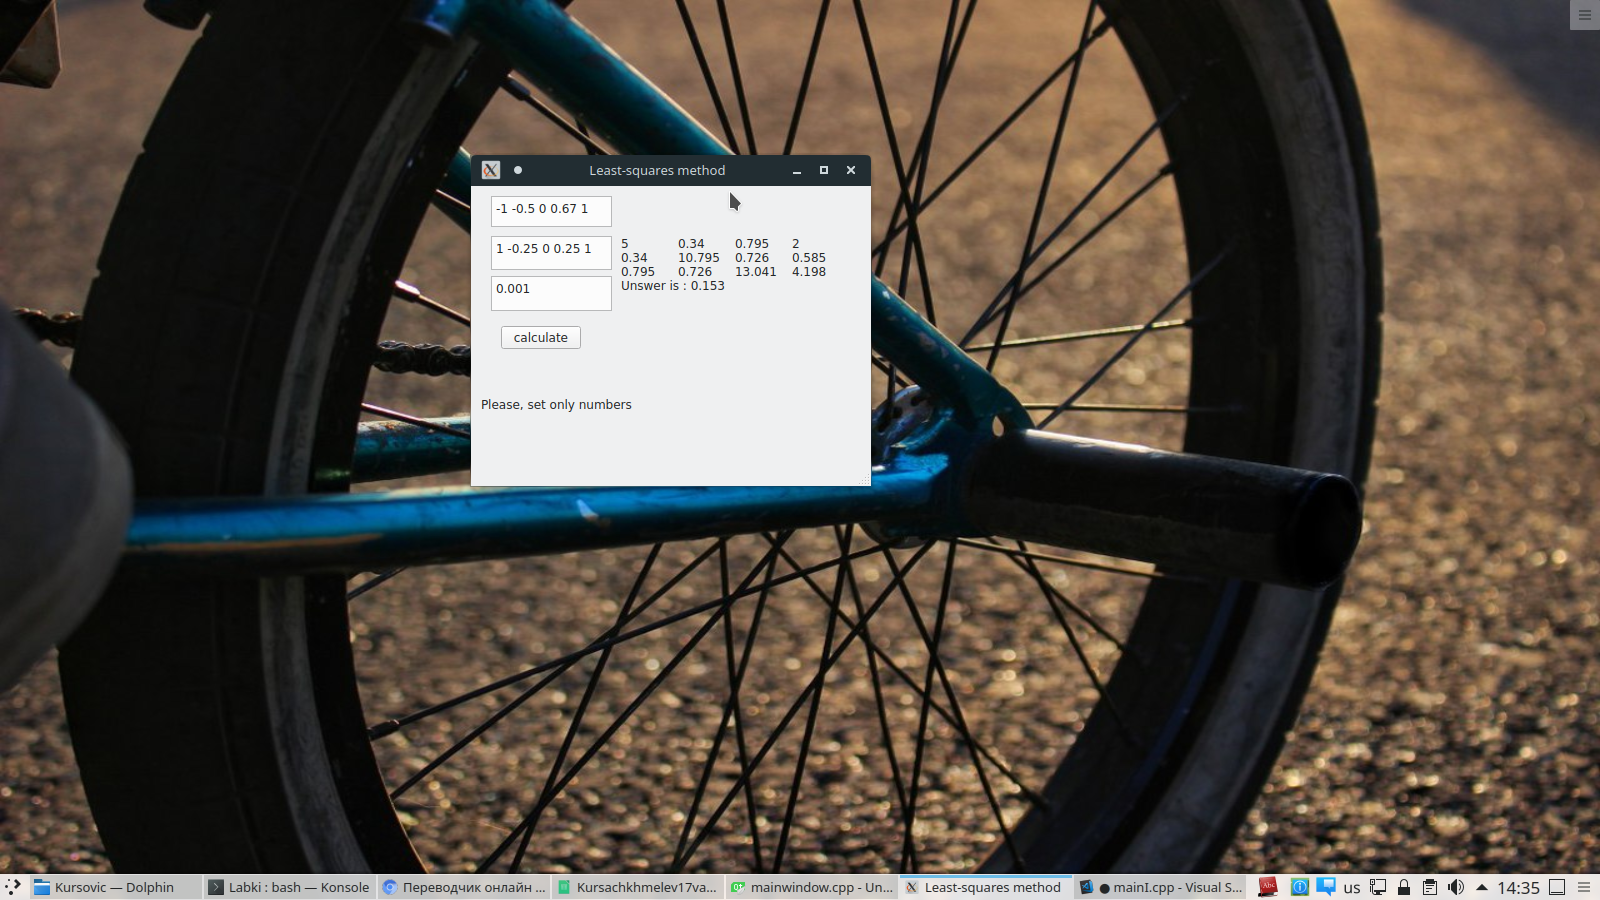 Least-squares method
-1 -0.5 0 0.67 1
1 -0.25 0 0.25 1
0.001
5 0.34 0.795 2
0.34 10.795 0.726 0.585
0.795 0.726 13.041 4.198
Unswer is : 0.153
calculate
Please, set only numbers
Kursovic — Dolphin
Labki : bash — Konsole
Переводчик онлайн ...
Kursachkhmelev17va...
mainwindow.cpp - Un...
Least-squares method
● mainI.cpp - Visual S...
us
14:35